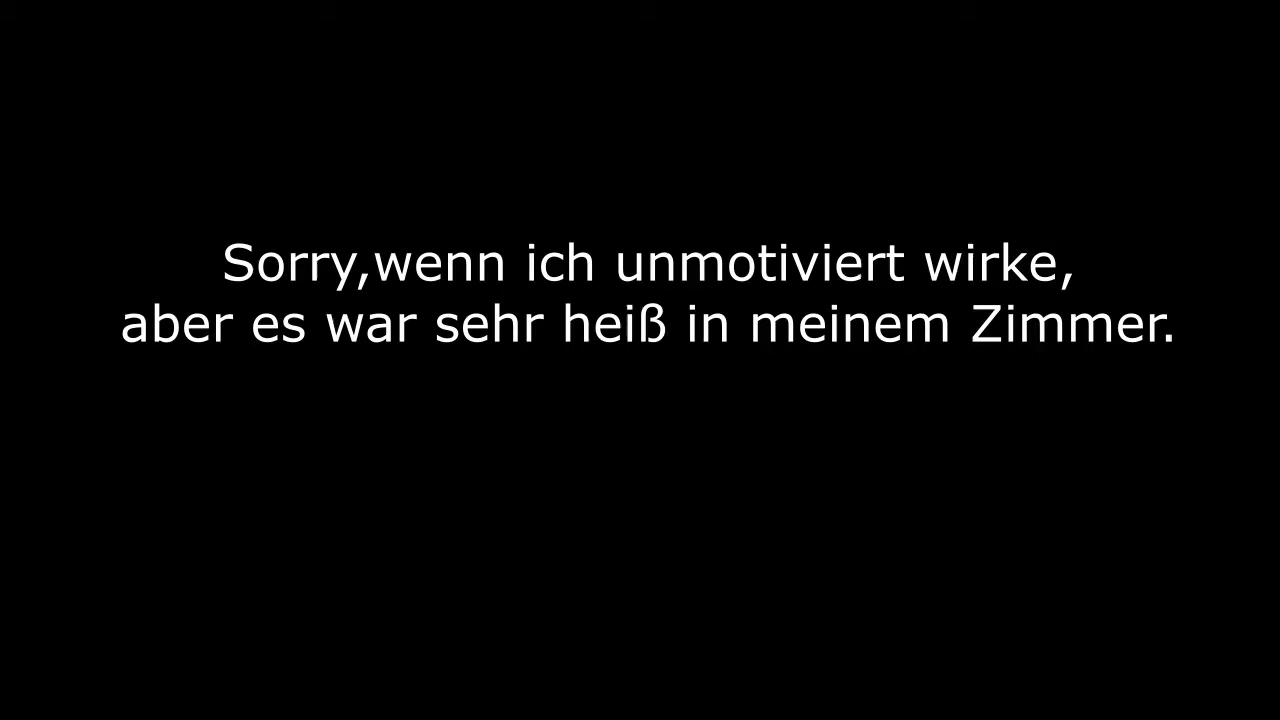 Sorry,wenn ich unmotiviert wirke,
aber es war sehr heiß in meinem Zimmer.